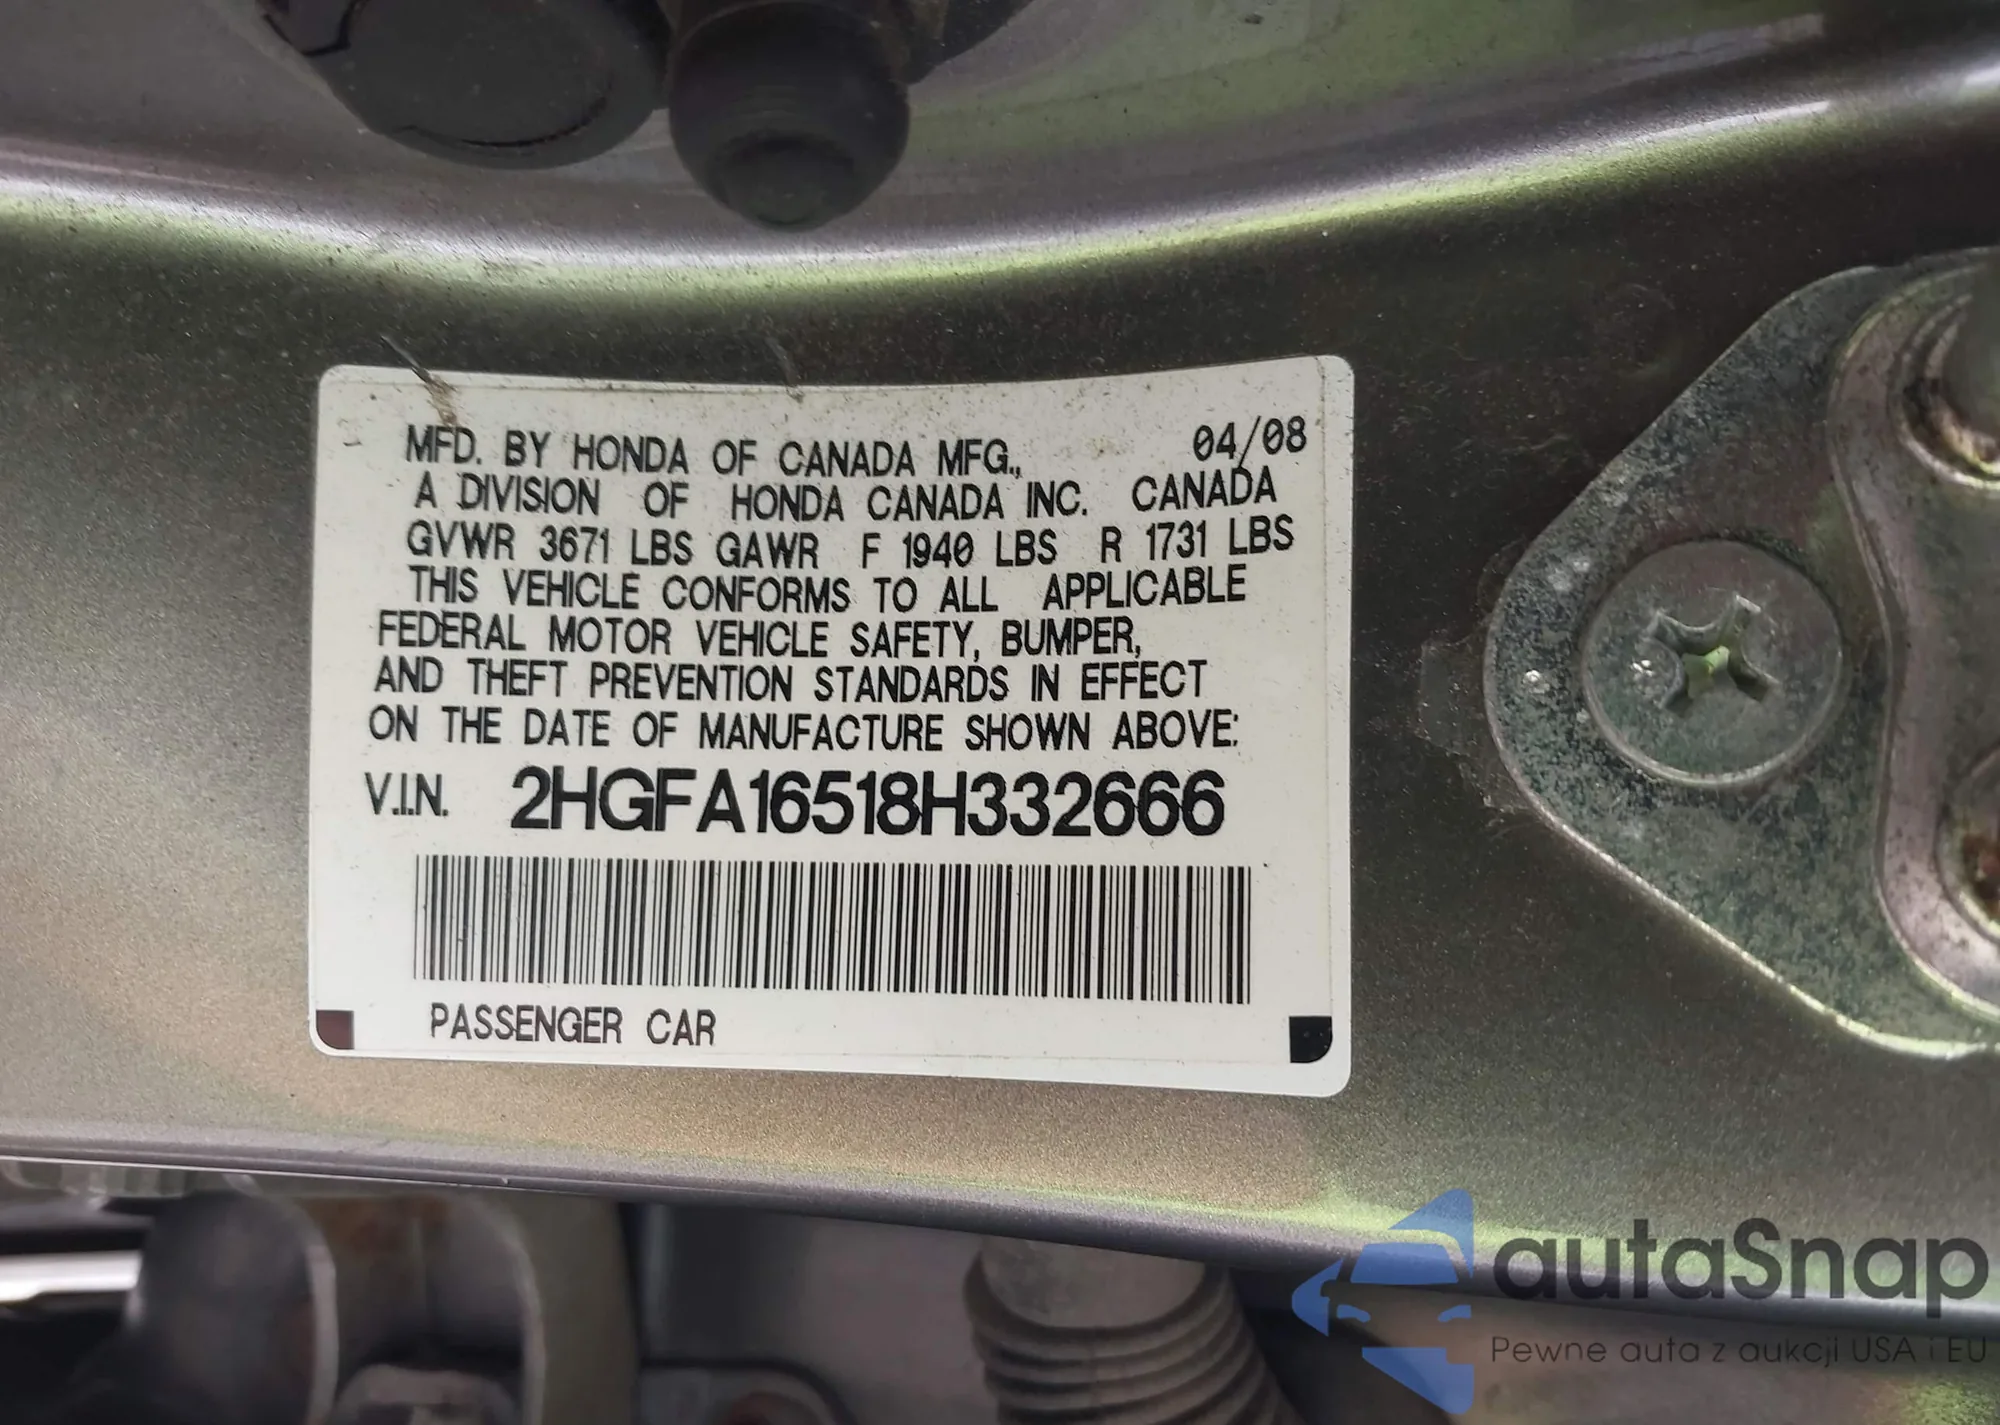 MFD. BY HONDA OF CANADA MFG., 04/08
A DIVISION OF HONDA CANADA INC. CANADA
GVWR 3671 LBS GAWR F 1940 LBS R 1731 LBS
THIS VEHICLE CONFORMS TO ALL APPLICABLE
FEDERAL MOTOR VEHICLE SAFETY, BUMPER,
AND THEFT PREVENTION STANDARDS IN EFFECT
ON THE DATE OF MANUFACTURE SHOWN ABOVE:
V.I.N. 2HGFA16518H332666
PASSENGER CAR
autaSnap
Pewne auta z aukcji USA i EU